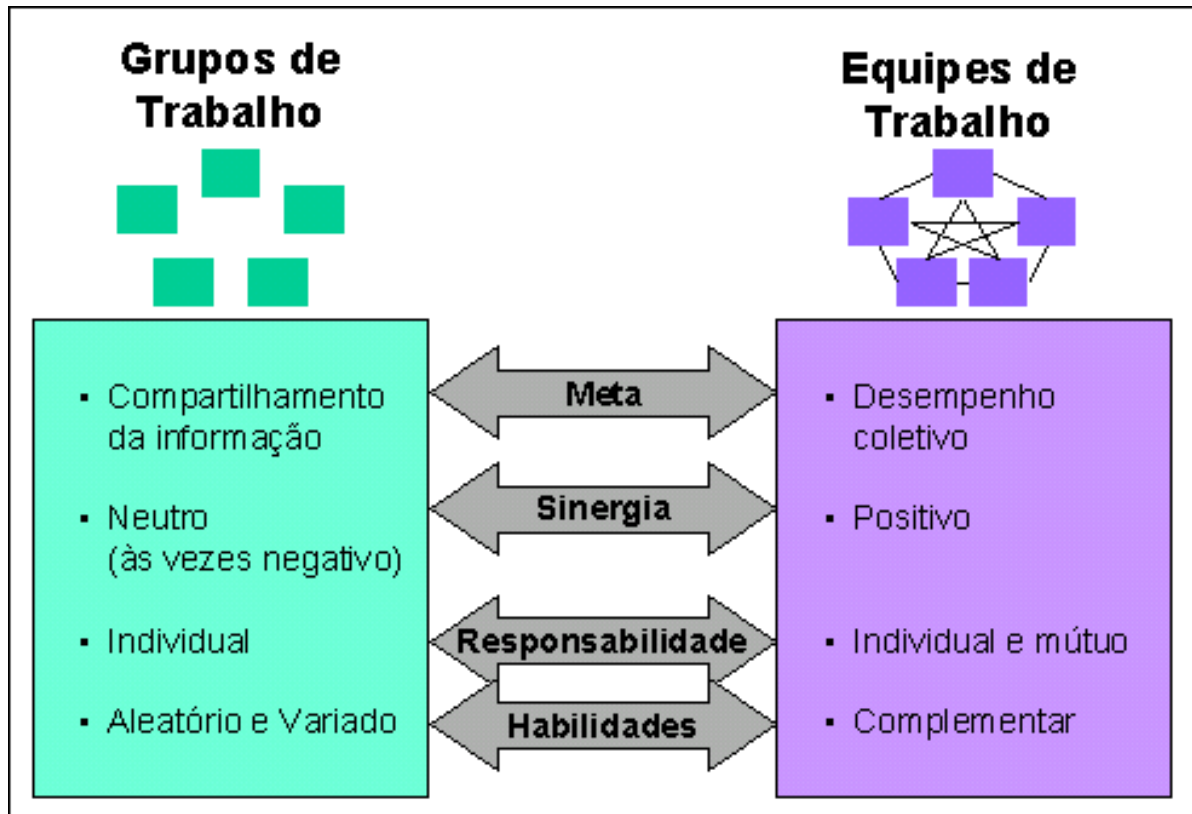 Grupos de
Trabalho
Equipes de
Trabalho
▪ Compartilhamento
da informação
▪ Neutro
(às vezes negativo)
▪ Individual
▪ Aleatório e Variado
Meta
Sinergia
Responsabilidade
Habilidades
▪ Desempenho
coletivo
▪ Positivo
▪ Individual e mútuo
▪ Complementar